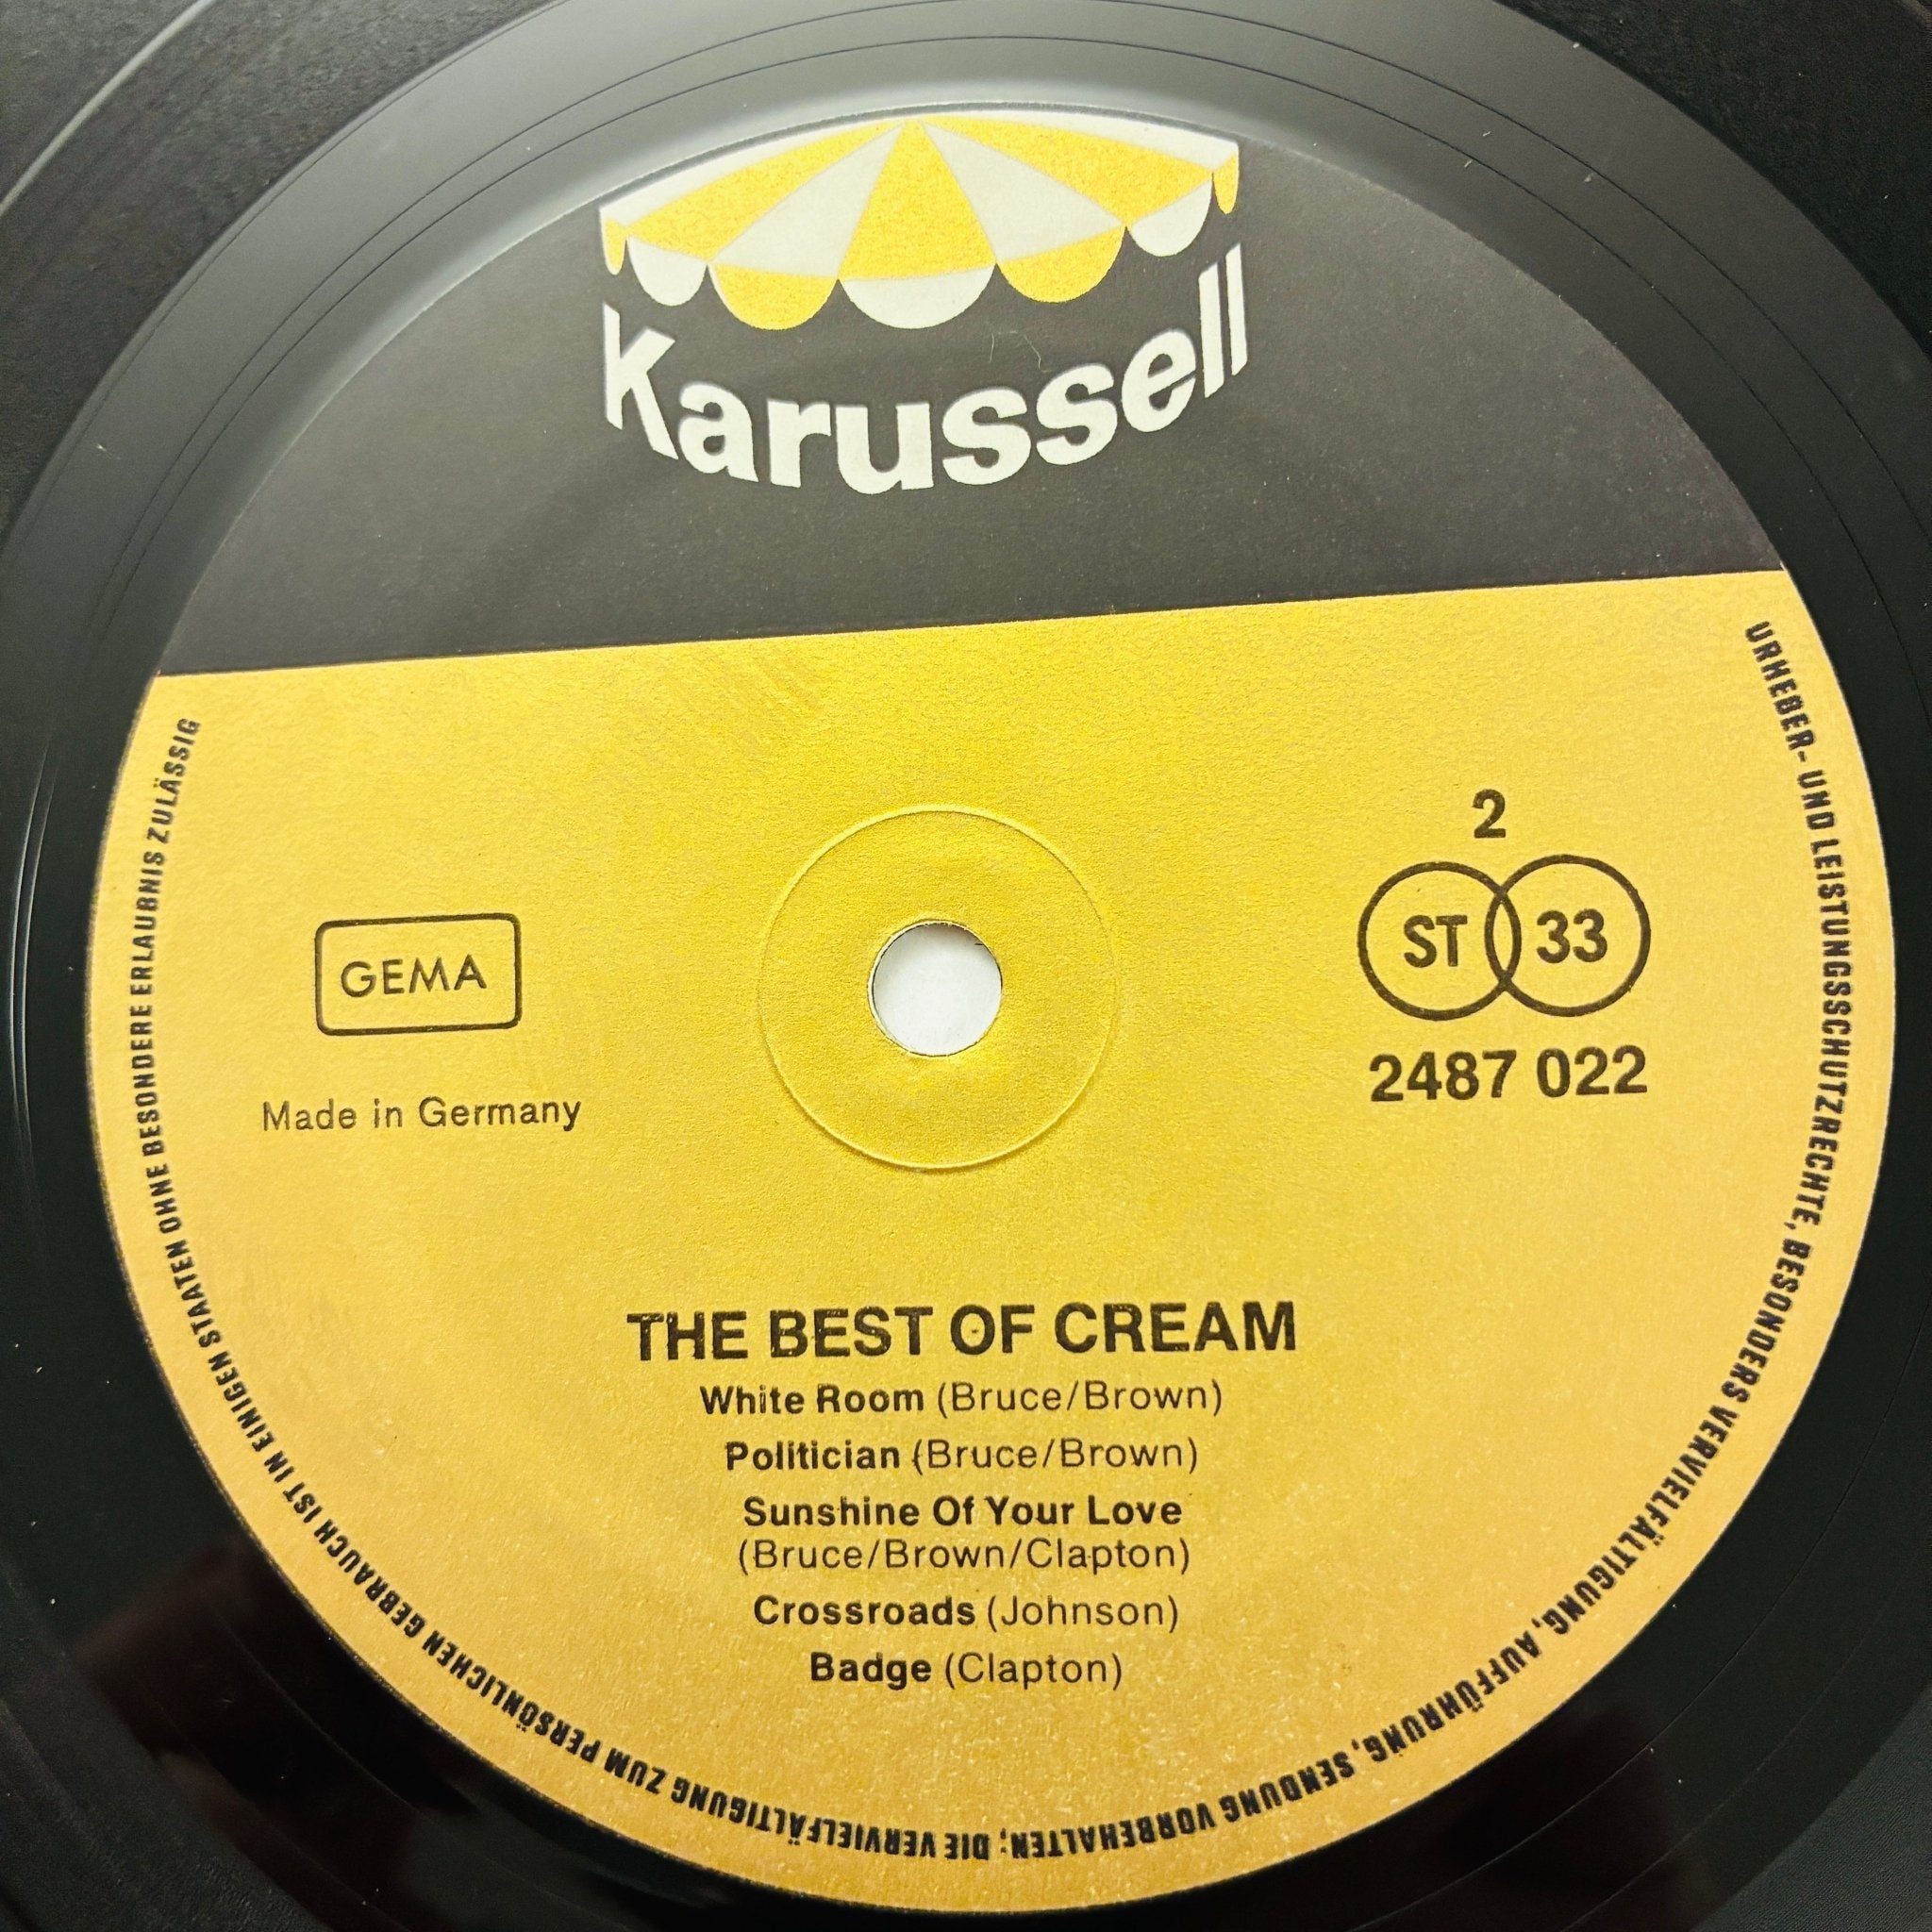 Karussell
2
ST 33
GEMA
2487 022
Made in Germany
THE BEST OF CREAM
White Room (Bruce/Brown)
Politician (Bruce/Brown)
Sunshine Of Your Love
(Bruce/Brown/Clapton)
Crossroads (Johnson)
Badge (Clapton)
URHEBER- UND LEISTUNGSSCHUTZRECHTE, BESONDERS VERVIELFÄLTIGUNG, AUFFÜHRUNG, SENDUNG VORBEHALTEN; DIE VERVIELFÄLTIGUNG ZUM PERSÖNLICHEN GEBRAUCH IST IN EINIGEN STAATEN OHNE BESONDERE ERLAUBNIS ZULÄSSIG